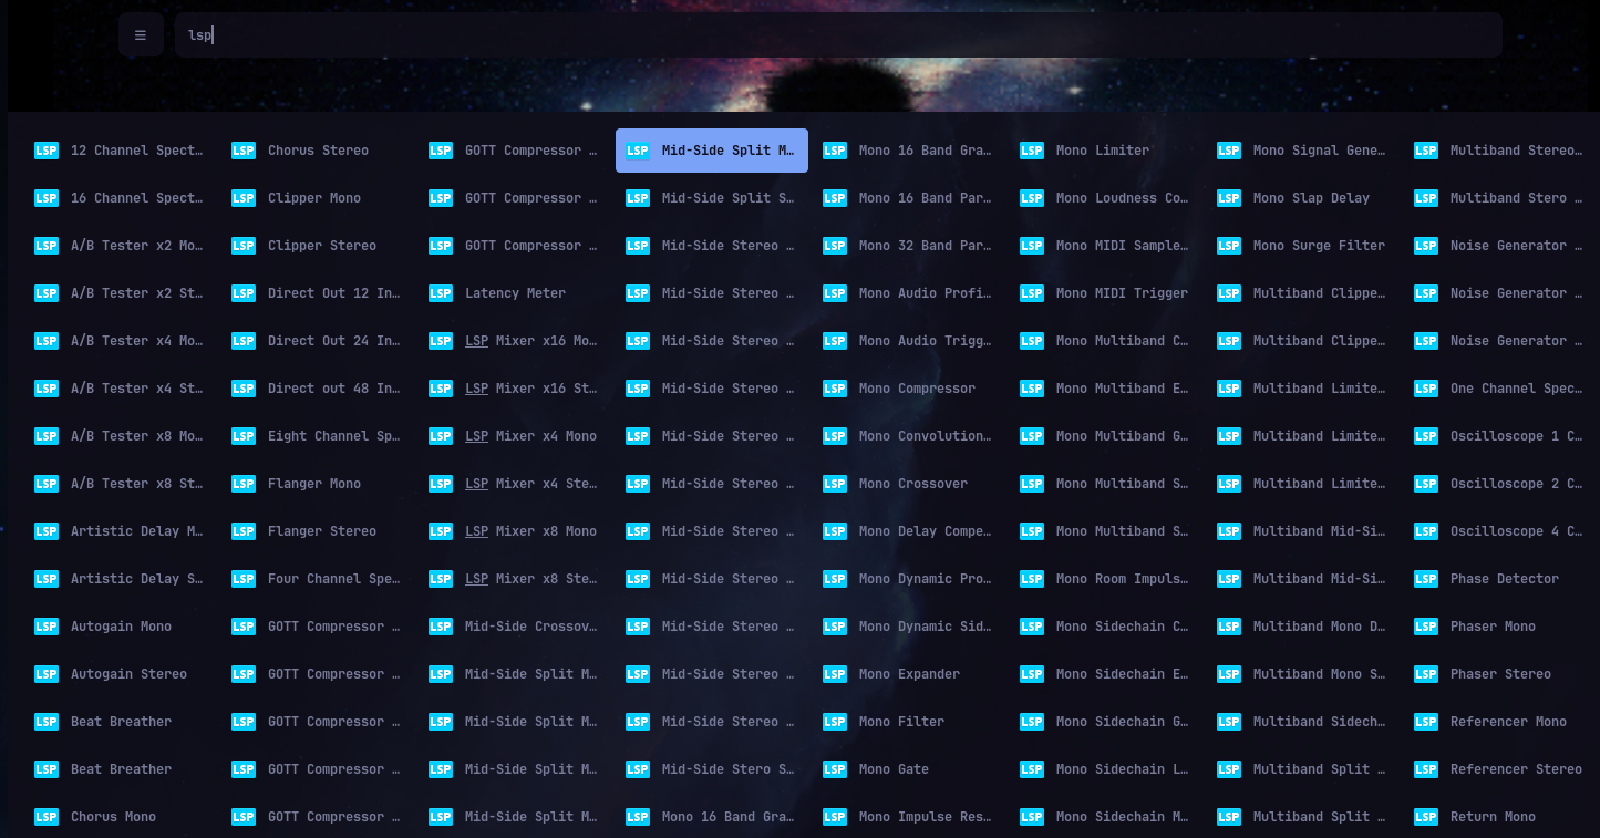 lsp
LSP 12 Channel Spect… LSP Chorus Stereo LSP GOTT Compressor … LSP Mid-Side Split M… LSP Mono 16 Band Gra… LSP Mono Limiter LSP Mono Signal Gene… LSP Multiband Stereo…
LSP 16 Channel Spect… LSP Clipper Mono LSP GOTT Compressor … LSP Mid-Side Split S… LSP Mono 16 Band Par… LSP Mono Loudness Co… LSP Mono Slap Delay LSP Multiband Stero …
LSP A/B Tester x2 Mo… LSP Clipper Stereo LSP GOTT Compressor … LSP Mid-Side Stereo … LSP Mono 32 Band Par… LSP Mono MIDI Sample… LSP Mono Surge Filter LSP Noise Generator …
LSP A/B Tester x2 St… LSP Direct Out 12 In… LSP Latency Meter LSP Mid-Side Stereo … LSP Mono Audio Profi… LSP Mono MIDI Trigger LSP Multiband Clippe… LSP Noise Generator …
LSP A/B Tester x4 Mo… LSP Direct Out 24 In… LSP LSP Mixer x16 Mo… LSP Mid-Side Stereo … LSP Mono Audio Trigg… LSP Mono Multiband C… LSP Multiband Clippe… LSP Noise Generator …
LSP A/B Tester x4 St… LSP Direct out 48 In… LSP LSP Mixer x16 St… LSP Mid-Side Stereo … LSP Mono Compressor LSP Mono Multiband E… LSP Multiband Limite… LSP One Channel Spec…
LSP A/B Tester x8 Mo… LSP Eight Channel Sp… LSP LSP Mixer x4 Mono LSP Mid-Side Stereo … LSP Mono Convolution… LSP Mono Multiband G… LSP Multiband Limite… LSP Oscilloscope 1 C…
LSP A/B Tester x8 St… LSP Flanger Mono LSP LSP Mixer x4 Ste… LSP Mid-Side Stereo … LSP Mono Crossover LSP Mono Multiband S… LSP Multiband Limite… LSP Oscilloscope 2 C…
LSP Artistic Delay M… LSP Flanger Stereo LSP LSP Mixer x8 Mono LSP Mid-Side Stereo … LSP Mono Delay Compe… LSP Mono Multiband S… LSP Multiband Mid-Si… LSP Oscilloscope 4 C…
LSP Artistic Delay S… LSP Four Channel Spe… LSP LSP Mixer x8 Ste… LSP Mid-Side Stereo … LSP Mono Dynamic Pro… LSP Mono Room Impuls… LSP Multiband Mid-Si… LSP Phase Detector
LSP Autogain Mono LSP GOTT Compressor … LSP Mid-Side Crossov… LSP Mid-Side Stereo … LSP Mono Dynamic Sid… LSP Mono Sidechain C… LSP Multiband Mono D… LSP Phaser Mono
LSP Autogain Stereo LSP GOTT Compressor … LSP Mid-Side Split M… LSP Mid-Side Stereo … LSP Mono Expander LSP Mono Sidechain E… LSP Multiband Mono S… LSP Phaser Stereo
LSP Beat Breather LSP GOTT Compressor … LSP Mid-Side Split M… LSP Mid-Side Stereo … LSP Mono Filter LSP Mono Sidechain G… LSP Multiband Sidech… LSP Referencer Mono
LSP Beat Breather LSP GOTT Compressor … LSP Mid-Side Split M… LSP Mid-Side Stero S… LSP Mono Gate LSP Mono Sidechain L… LSP Multiband Split … LSP Referencer Stereo
LSP Chorus Mono LSP GOTT Compressor … LSP Mid-Side Split M… LSP Mono 16 Band Gra… LSP Mono Impulse Res… LSP Mono Sidechain M… LSP Multiband Split … LSP Return Mono